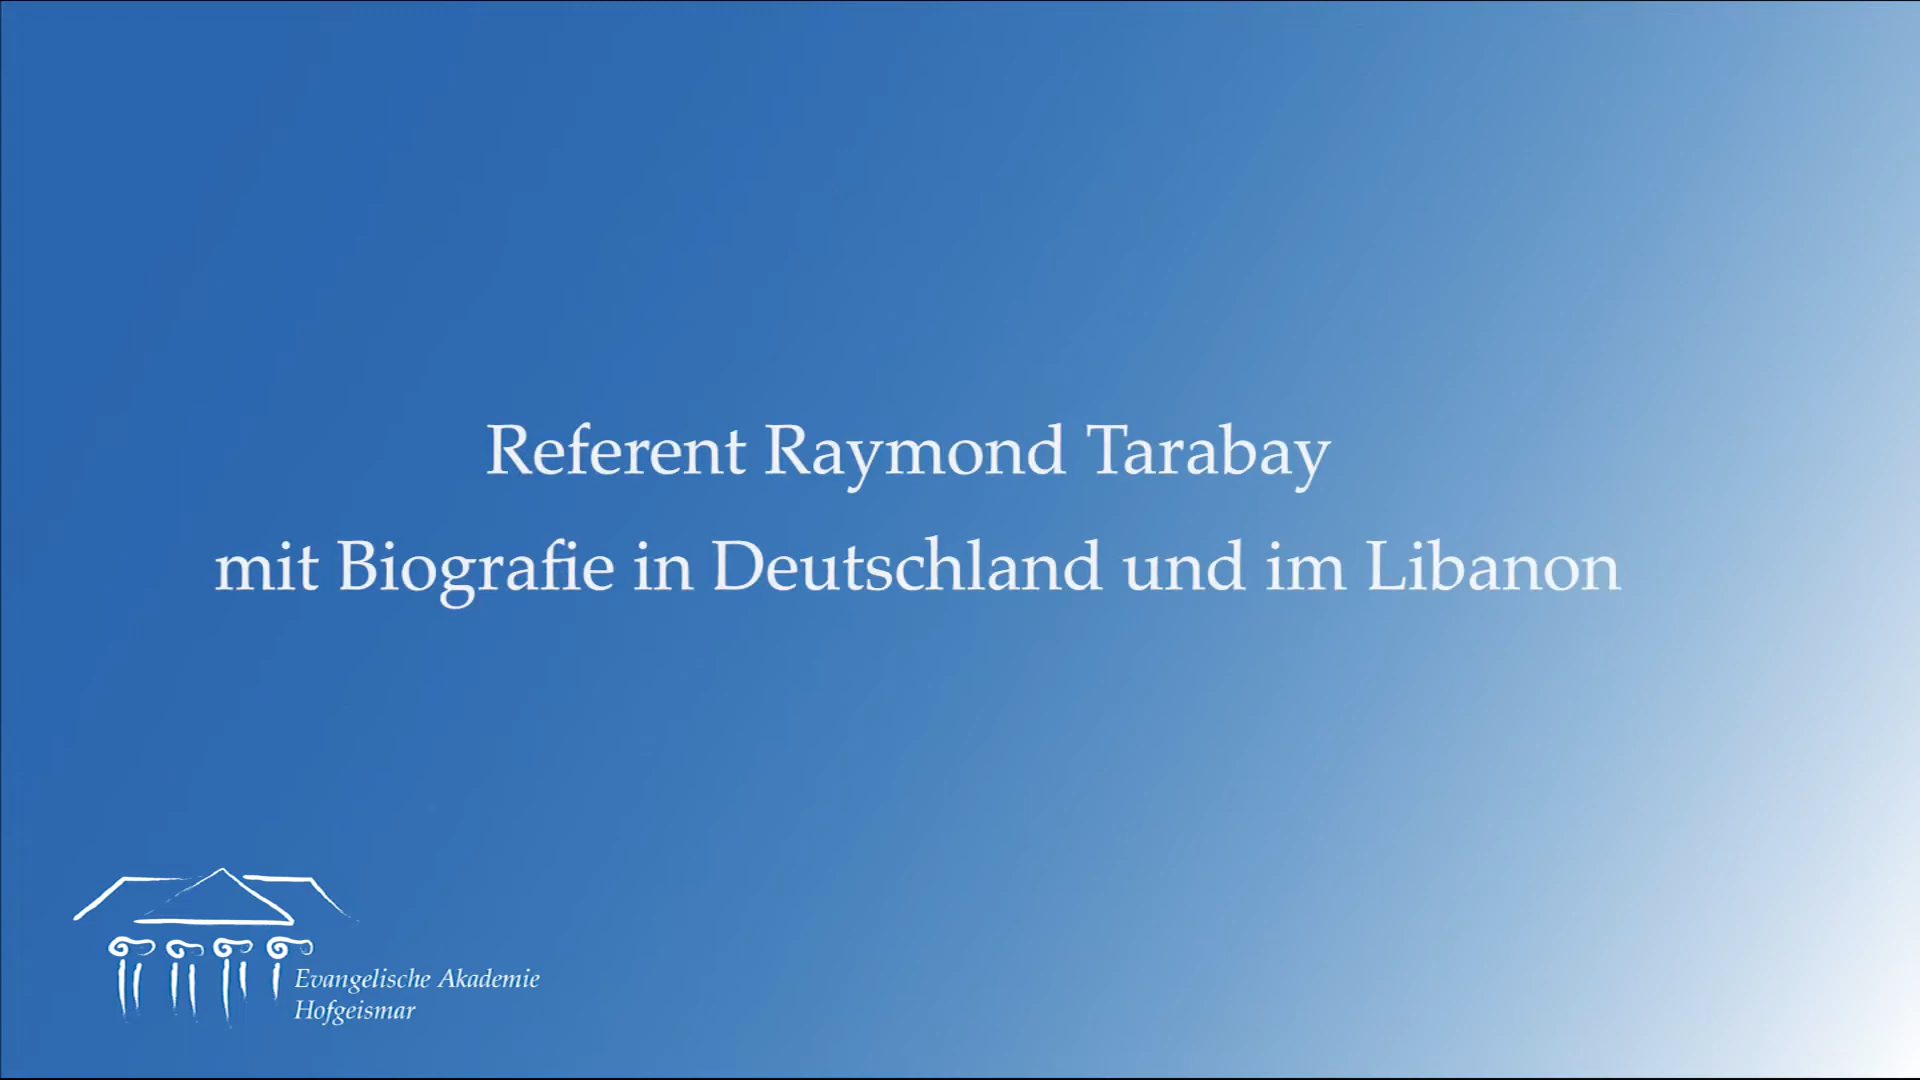 Referent Raymond Tarabay
mit Biografie in Deutschland und im Libanon
Evangelische Akademie
Hofgeismar